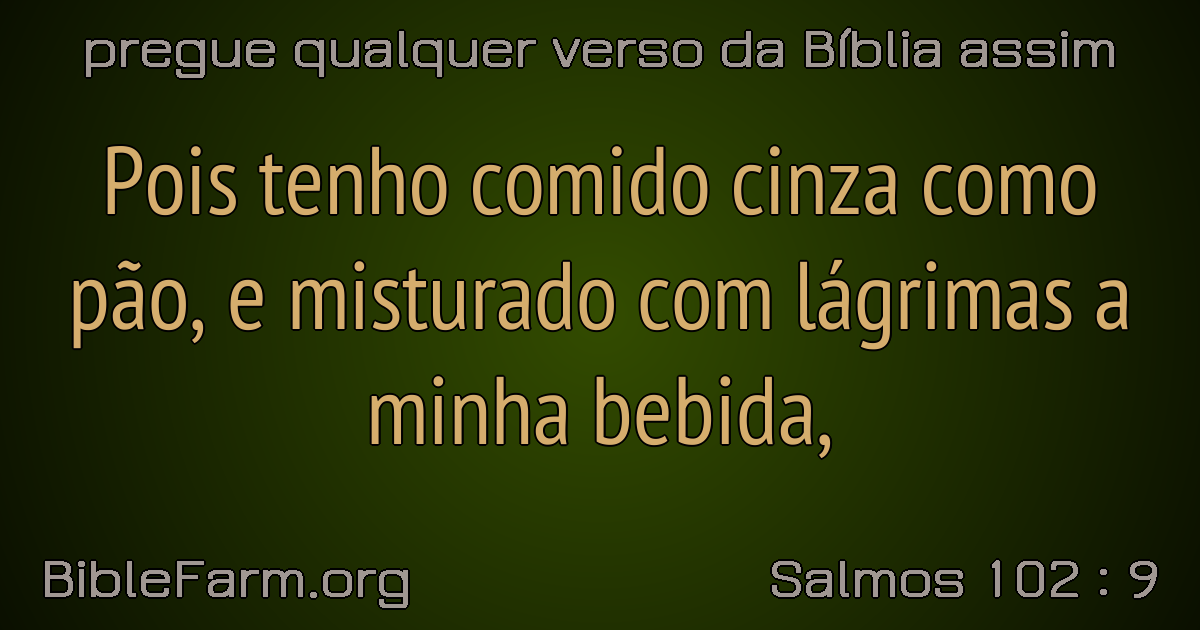 pregue qualquer verso da Bíblia assim
Pois tenho comido cinza como
pão, e misturado com lágrimas a
minha bebida,
BibleFarm.org
Salmos 102 : 9